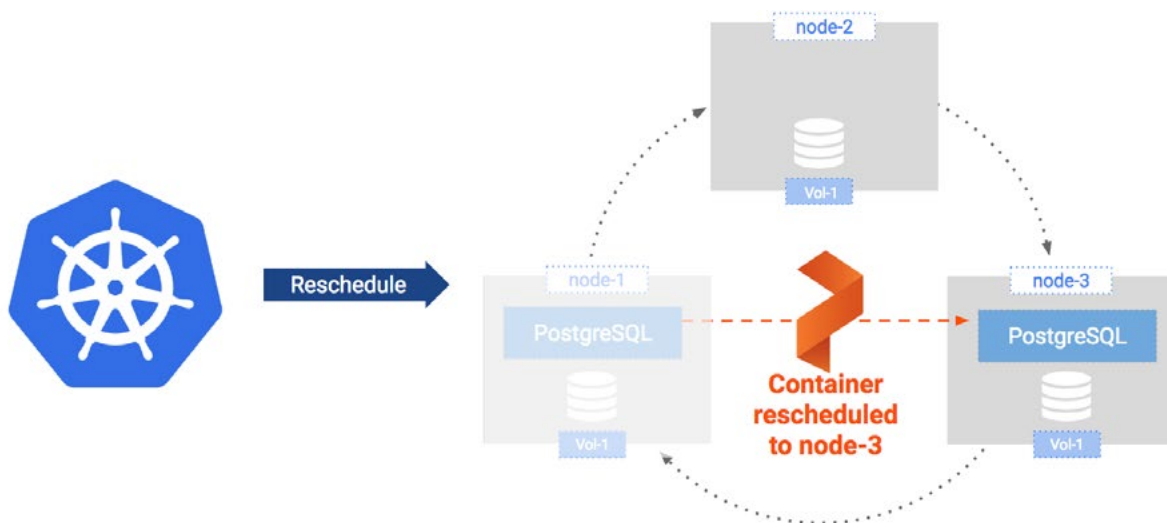 node-2
Vol-1
Reschedule
node-1
PostgreSQL
Vol-1
Container
rescheduled
to node-3
node-3
PostgreSQL
Vol-1